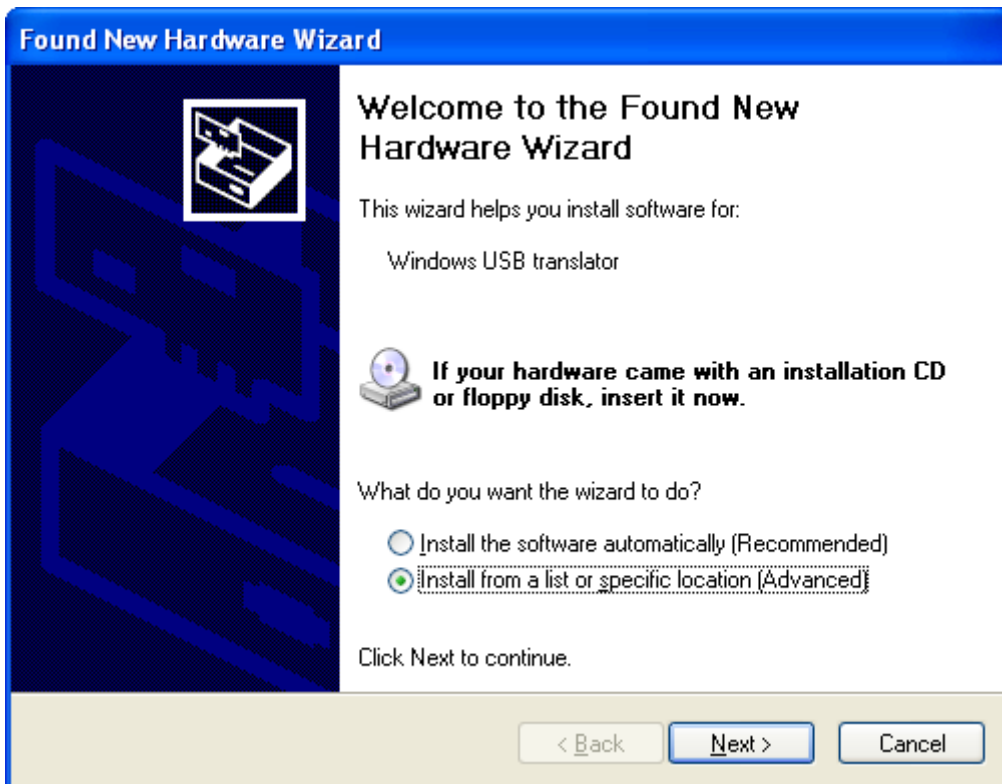 Found New Hardware Wizard
Welcome to the Found New
Hardware Wizard
This wizard helps you install software for:
Windows USB translator
If your hardware came with an installation CD
or floppy disk, insert it now.
What do you want the wizard to do?
Install the software automatically (Recommended)
Install from a list or specific location (Advanced)
Click Next to continue.
< Back
Next >
Cancel